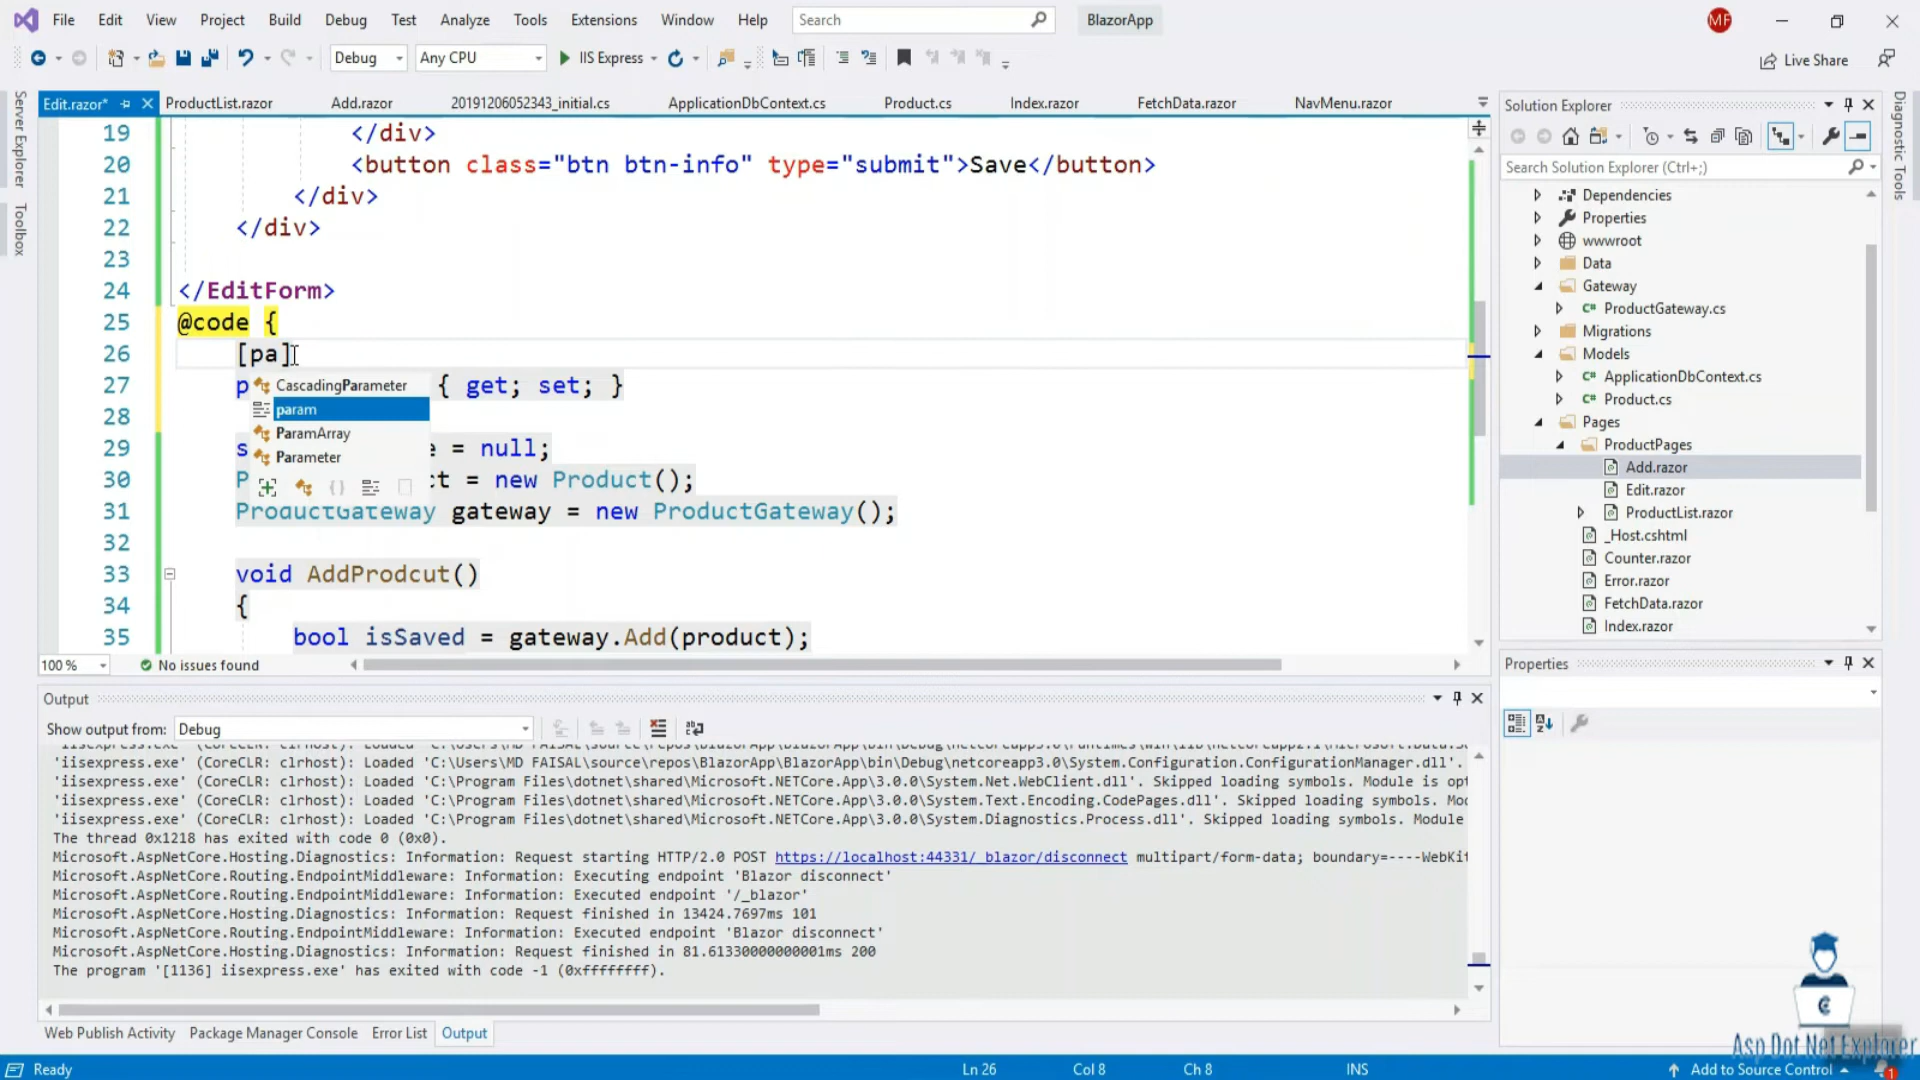 File Edit View Project Build Debug Test Analyze Tools Extensions Window Help Search BlazorApp MF
Debug Any CPU IIS Express Live Share
Edit.razor* ProductList.razor Add.razor 20191206052343_initial.cs ApplicationDbContext.cs Product.cs Index.razor FetchData.razor NavMenu.razor
Server Explorer
Toolbox
19 </div>
20 <button class="btn btn-info" type="submit">Save</button>
21 </div>
22 </div>
23
24 </EditForm>
25 @code {
26 [pa]
27 p { get; set; }
28
29 s e = null;
30 P ct = new Product();
31 ProductGateway gateway = new ProductGateway();
32
33 void AddProdcut()
34 {
35 bool isSaved = gateway.Add(product);
CascadingParameter
param
ParamArray
Parameter
100 % No issues found
Solution Explorer
Search Solution Explorer (Ctrl+;)
Dependencies
Properties
wwwroot
Data
Gateway
C# ProductGateway.cs
Migrations
Models
C# ApplicationDbContext.cs
C# Product.cs
Pages
ProductPages
Add.razor
Edit.razor
ProductList.razor
_Host.cshtml
Counter.razor
Error.razor
FetchData.razor
Index.razor
Diagnostic Tools
Properties
Output
Show output from: Debug
'iisexpress.exe' (CoreCLR: clrhost): Loaded 'C:\Users\MD FAISAL\source\repos\BlazorApp\BlazorApp\bin\Debug\netcoreapp3.0\System.Configuration.ConfigurationManager.dll'.
'iisexpress.exe' (CoreCLR: clrhost): Loaded 'C:\Program Files\dotnet\shared\Microsoft.NETCore.App\3.0.0\System.Net.WebClient.dll'. Skipped loading symbols. Module is opt
'iisexpress.exe' (CoreCLR: clrhost): Loaded 'C:\Program Files\dotnet\shared\Microsoft.NETCore.App\3.0.0\System.Text.Encoding.CodePages.dll'. Skipped loading symbols. Mod
'iisexpress.exe' (CoreCLR: clrhost): Loaded 'C:\Program Files\dotnet\shared\Microsoft.NETCore.App\3.0.0\System.Diagnostics.Process.dll'. Skipped loading symbols. Module
The thread 0x1218 has exited with code 0 (0x0).
Microsoft.AspNetCore.Hosting.Diagnostics: Information: Request starting HTTP/2.0 POST https://localhost:44331/_blazor/disconnect multipart/form-data; boundary=----WebKit
Microsoft.AspNetCore.Routing.EndpointMiddleware: Information: Executing endpoint 'Blazor disconnect'
Microsoft.AspNetCore.Routing.EndpointMiddleware: Information: Executed endpoint '/_blazor'
Microsoft.AspNetCore.Hosting.Diagnostics: Information: Request finished in 13424.7697ms 101
Microsoft.AspNetCore.Routing.EndpointMiddleware: Information: Executed endpoint 'Blazor disconnect'
Microsoft.AspNetCore.Hosting.Diagnostics: Information: Request finished in 81.61330000000001ms 200
The program '[1136] iisexpress.exe' has exited with code -1 (0xffffffff).
Web Publish Activity Package Manager Console Error List Output
Asp Dot Net Explorer
Ready Ln 26 Col 8 Ch 8 INS Add to Source Control 1